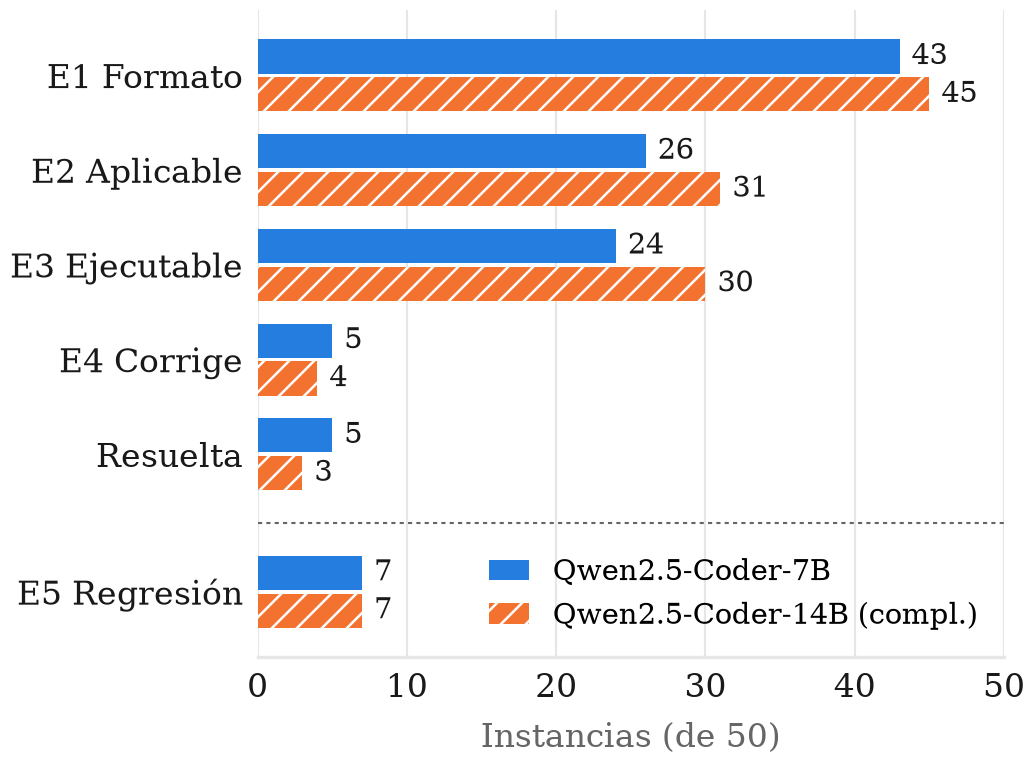 E1 Formato
43
45
E2 Aplicable
26
31
E3 Ejecutable
24
30
E4 Corrige
5
4
Resuelta
5
3
E5 Regresión
7
7
Qwen2.5-Coder-7B
Qwen2.5-Coder-14B (compl.)
0 10 20 30 40 50
Instancias (de 50)